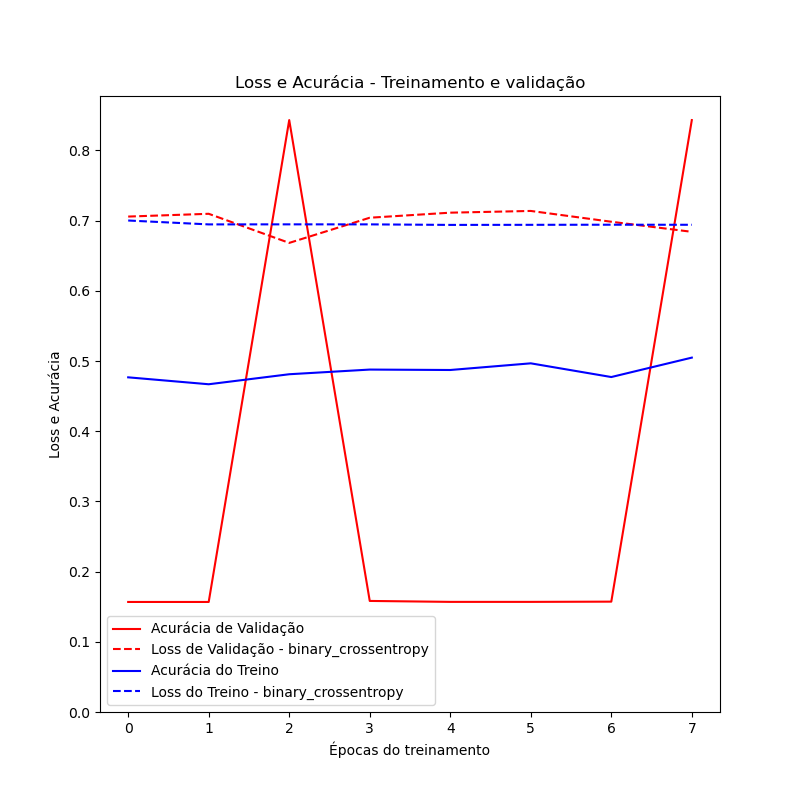 Loss e Acurácia - Treinamento e validação
Loss e Acurácia
0.8
0.7
0.6
0.5
0.4
0.3
0.2
0.1
0.0
Acurácia de Validação
Loss de Validação - binary_crossentropy
Acurácia do Treino
Loss do Treino - binary_crossentropy
0 1 2 3 4 5 6 7
Épocas do treinamento